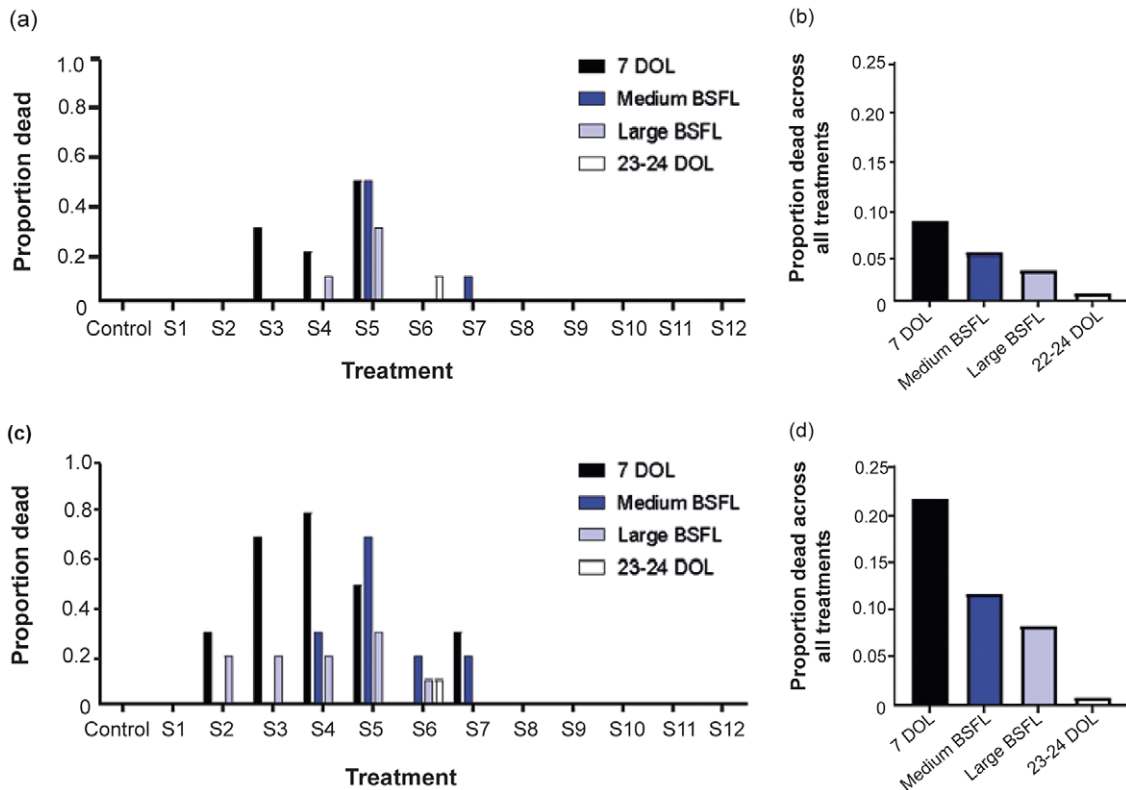 (a)
Proportion dead
1.0
0.8
0.6
0.4
0.2
0
7 DOL
Medium BSFL
Large BSFL
23-24 DOL
Control S1 S2 S3 S4 S5 S6 S7 S8 S9 S10 S11 S12
Treatment
(b)
Proportion dead across
all treatments
0.25
0.20
0.15
0.10
0.05
0
7 DOL
Medium BSFL
Large BSFL
22-24 DOL
(c)
Proportion dead
1.0
0.8
0.6
0.4
0.2
0
7 DOL
Medium BSFL
Large BSFL
23-24 DOL
Control S1 S2 S3 S4 S5 S6 S7 S8 S9 S10 S11 S12
Treatment
(d)
Proportion dead across
all treatments
0.25
0.20
0.15
0.10
0.05
0
7 DOL
Medium BSFL
Large BSFL
23-24 DOL